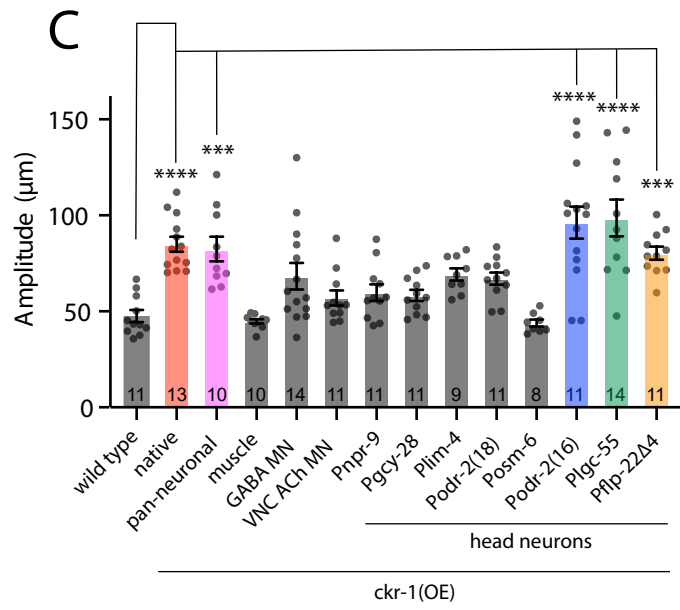 C
**** *** **** **** ***
Amplitude (μm)
150
100
50
0
11 13 10 10 14 11 11 11 9 11 8 11 14 11
wild type native pan-neuronal muscle GABA MN VNC ACh MN Pnpr-9 Pgcy-28 Plim-4 Podr-2(18) Posm-6 Podr-2(16) Plgc-55 Pflp-22Δ4
head neurons
ckr-1(OE)